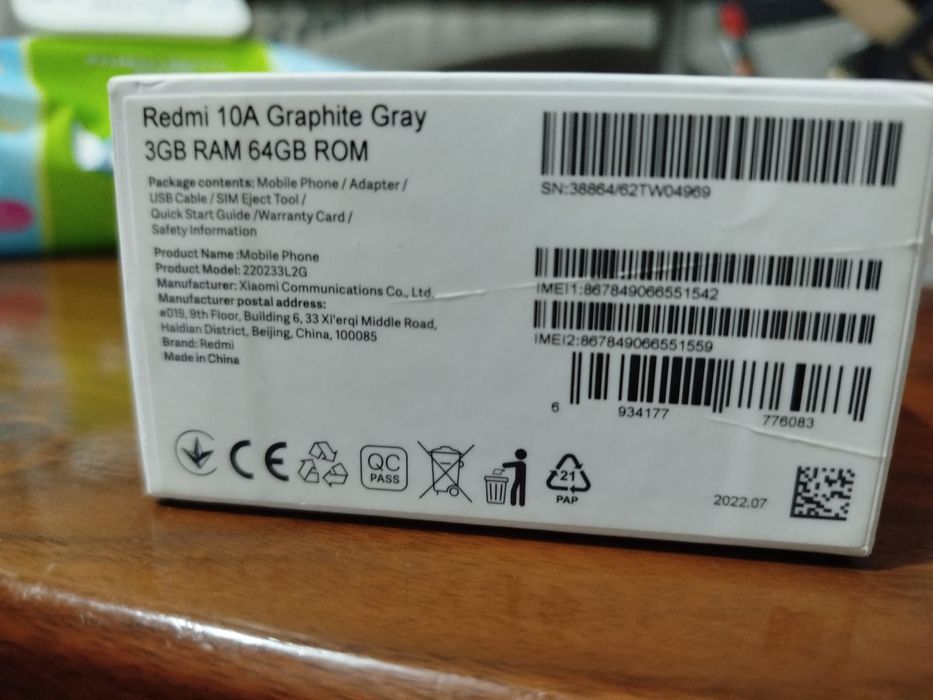 Redmi 10A Graphite Gray
3GB RAM 64GB ROM
Package contents: Mobile Phone / Adapter /
USB Cable / SIM Eject Tool /
Quick Start Guide /Warranty Card /
Safety Information
Product Name :Mobile Phone
Product Model: 220233L2G
Manufacturer: Xiaomi Communications Co., Ltd.
Manufacturer postal address:
#019, 9th Floor, Building 6, 33 Xi'erqi Middle Road,
Haidian District, Beijing, China, 100085
Brand: Redmi
Made in China
SN:38864/62TW04969
IMEI1:867849066551542
IMEI2:867849066551559
6 934177 776083
CE
QC
PASS
21
PAP
2022.07